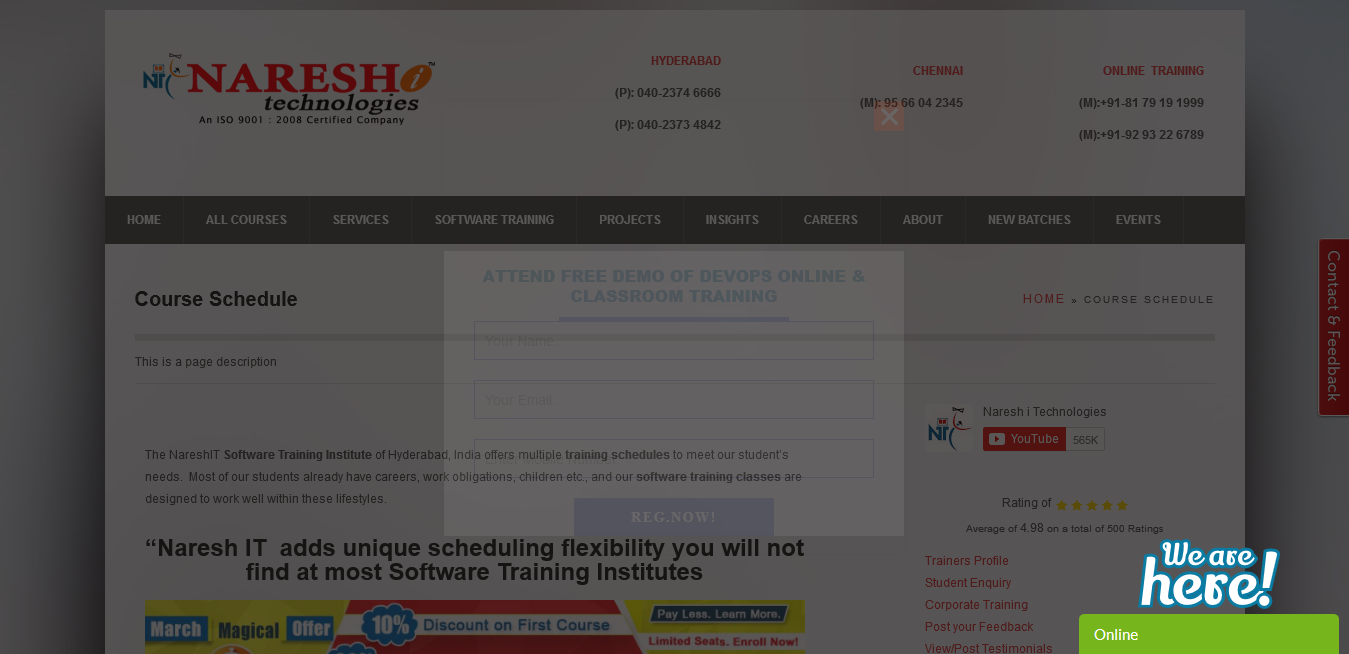 NT NARESH i ™
technologies
An ISO 9001 : 2008 Certified Company
HYDERABAD
(P): 040-2374 6666
(P): 040-2373 4842
CHENNAI
(M): 95 66 04 2345
ONLINE TRAINING
(M):+91-81 79 19 1999
(M):+91-92 93 22 6789
HOME ALL COURSES SERVICES SOFTWARE TRAINING PROJECTS INSIGHTS CAREERS ABOUT NEW BATCHES EVENTS
ATTEND FREE DEMO OF DEVOPS ONLINE &
CLASSROOM TRAINING
Your Name
Your Email
REG.NOW!
Course Schedule
HOME » COURSE SCHEDULE
This is a page description
The NareshIT Software Training Institute of Hyderabad, India offers multiple training schedules to meet our student's
needs. Most of our students already have careers, work obligations, children etc., and our software training classes are
designed to work well within these lifestyles.
“Naresh IT adds unique scheduling flexibility you will not
find at most Software Training Institutes
March Magical Offer 10% Discount on First Course
Pay Less. Learn More.
Limited Seats. Enroll Now!
Naresh i Technologies
YouTube 565K
Rating of
Average of 4.98 on a total of 500 Ratings
Trainers Profile
Student Enquiry
Corporate Training
Post your Feedback
View/Post Testimonials
Contact & Feedback
We are
here!
Online